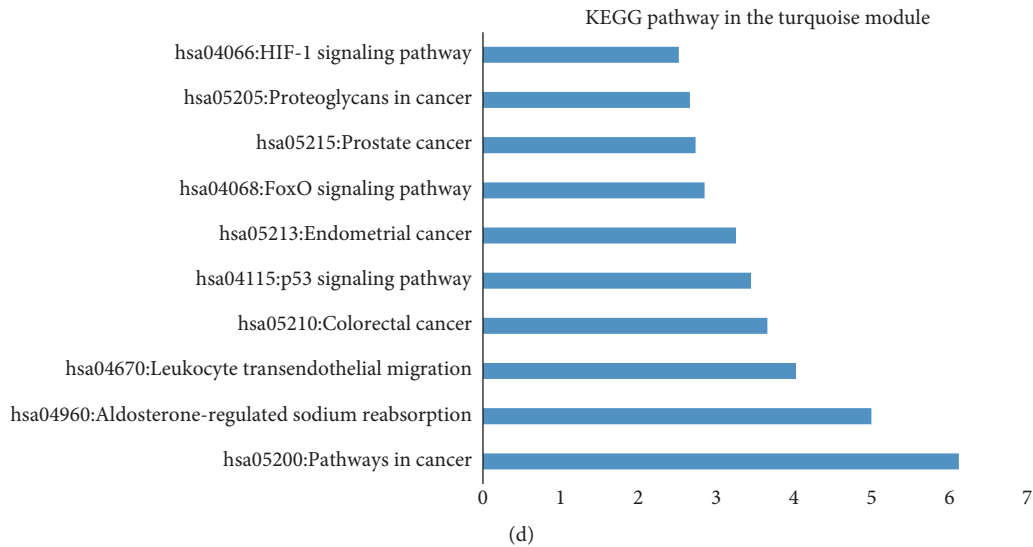 KEGG pathway in the turquoise module
hsa04066:HIF-1 signaling pathway
hsa05205:Proteoglycans in cancer
hsa05215:Prostate cancer
hsa04068:FoxO signaling pathway
hsa05213:Endometrial cancer
hsa04115:p53 signaling pathway
hsa05210:Colorectal cancer
hsa04670:Leukocyte transendothelial migration
hsa04960:Aldosterone-regulated sodium reabsorption
hsa05200:Pathways in cancer
0 1 2 3 4 5 6 7
(d)